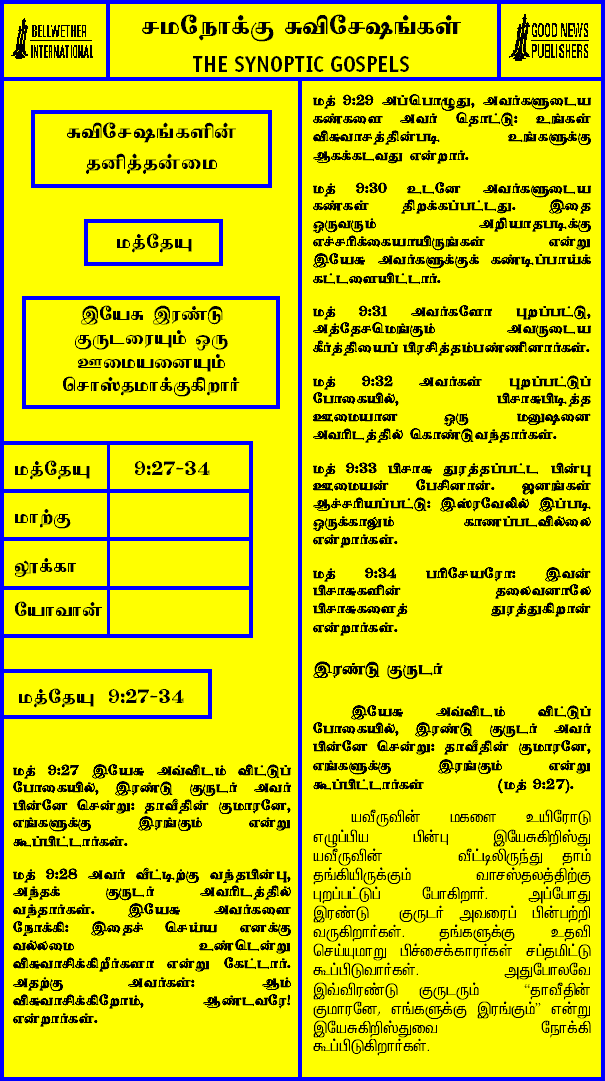 BELLWETHER
INTERNATIONAL
சமநோக்கு சுவிசேஷங்கள்
THE SYNOPTIC GOSPELS
GOOD NEWS
PUBLISHERS
சுவிசேஷங்களின்
தனித்தன்மை
மத்தேயு
இயேசு இரண்டு
குருடரையும் ஒரு
ஊமையனையும்
சொஸ்தமாக்குகிறார்
மத்தேயு 9:27-34
மாற்கு
லூக்கா
யோவான்
மத்தேயு 9:27-34
மத் 9:27 இயேசு அவ்விடம் விட்டுப்
போகையில், இரண்டு குருடர் அவர்
பின்னே சென்று: தாவீதின் குமாரனே,
எங்களுக்கு இரங்கும் என்று
கூப்பிட்டார்கள்.
மத் 9:28 அவர் வீட்டிற்கு வந்தபின்பு,
அந்தக் குருடர் அவரிடத்தில்
வந்தார்கள். இயேசு அவர்களை
நோக்கி: இதைச் செய்ய எனக்கு
வல்லமை உண்டென்று
விசுவாசிக்கிறீர்களா என்று கேட்டார்.
அதற்கு அவர்கள்: ஆம்
விசுவாசிக்கிறோம், ஆண்டவரே!
என்றார்கள்.
மத் 9:29 அப்பொழுது, அவர்களுடைய
கண்களை அவர் தொட்டு: உங்கள்
விசுவாசத்தின்படி உங்களுக்கு
ஆகக்கடவது என்றார்.
மத் 9:30 உடனே அவர்களுடைய
கண்கள் திறக்கப்பட்டது. இதை
ஒருவரும் அறியாதபடிக்கு
எச்சரிக்கையாயிருங்கள் என்று
இயேசு அவர்களுக்குக் கண்டிப்பாய்க்
கட்டளையிட்டார்.
மத் 9:31 அவர்களோ புறப்பட்டு,
அத்தேசமெங்கும் அவருடைய
கீர்த்தியைப் பிரசித்தம்பண்ணினார்கள்.
மத் 9:32 அவர்கள் புறப்பட்டுப்
போகையில், பிசாசுபிடித்த
ஊமையான ஒரு மனுஷனை
அவரிடத்தில் கொண்டுவந்தார்கள்.
மத் 9:33 பிசாசு துரத்தப்பட்ட பின்பு
ஊமையன் பேசினான். ஜனங்கள்
ஆச்சரியப்பட்டு: இஸ்ரவேலில் இப்படி
ஒருக்காலும் காணப்படவில்லை
என்றார்கள்.
மத் 9:34 பரிசேயரோ: இவன்
பிசாசுகளின் தலைவனாலே
பிசாசுகளைத் துரத்துகிறான்
என்றார்கள்.
இரண்டு குருடர்
இயேசு அவ்விடம் விட்டுப்
போகையில், இரண்டு குருடர் அவர்
பின்னே சென்று: தாவீதின் குமாரனே,
எங்களுக்கு இரங்கும் என்று
கூப்பிட்டார்கள் (மத் 9:27).
யவீருவின் மகளை உயிரோடு
எழுப்பிய பின்பு இயேசுகிறிஸ்து
யவீருவின் வீட்டிலிருந்து தாம்
தங்கியிருக்கும் வாசஸ்தலத்திற்கு
புறப்பட்டுப் போகிறார். அப்போது
இரண்டு குருடர் அவரைப் பின்பற்றி
வருகிறார்கள். தங்களுக்கு உதவி
செய்யுமாறு பிச்சைக்காரர்கள் சப்தமிட்டு
கூப்பிடுவார்கள். அதுபோலவே
இவ்விரண்டு குருடரும் “தாவீதின்
குமாரனே, எங்களுக்கு இரங்கும்” என்று
இயேசுகிறிஸ்துவை நோக்கி
கூப்பிடுகிறார்கள்.